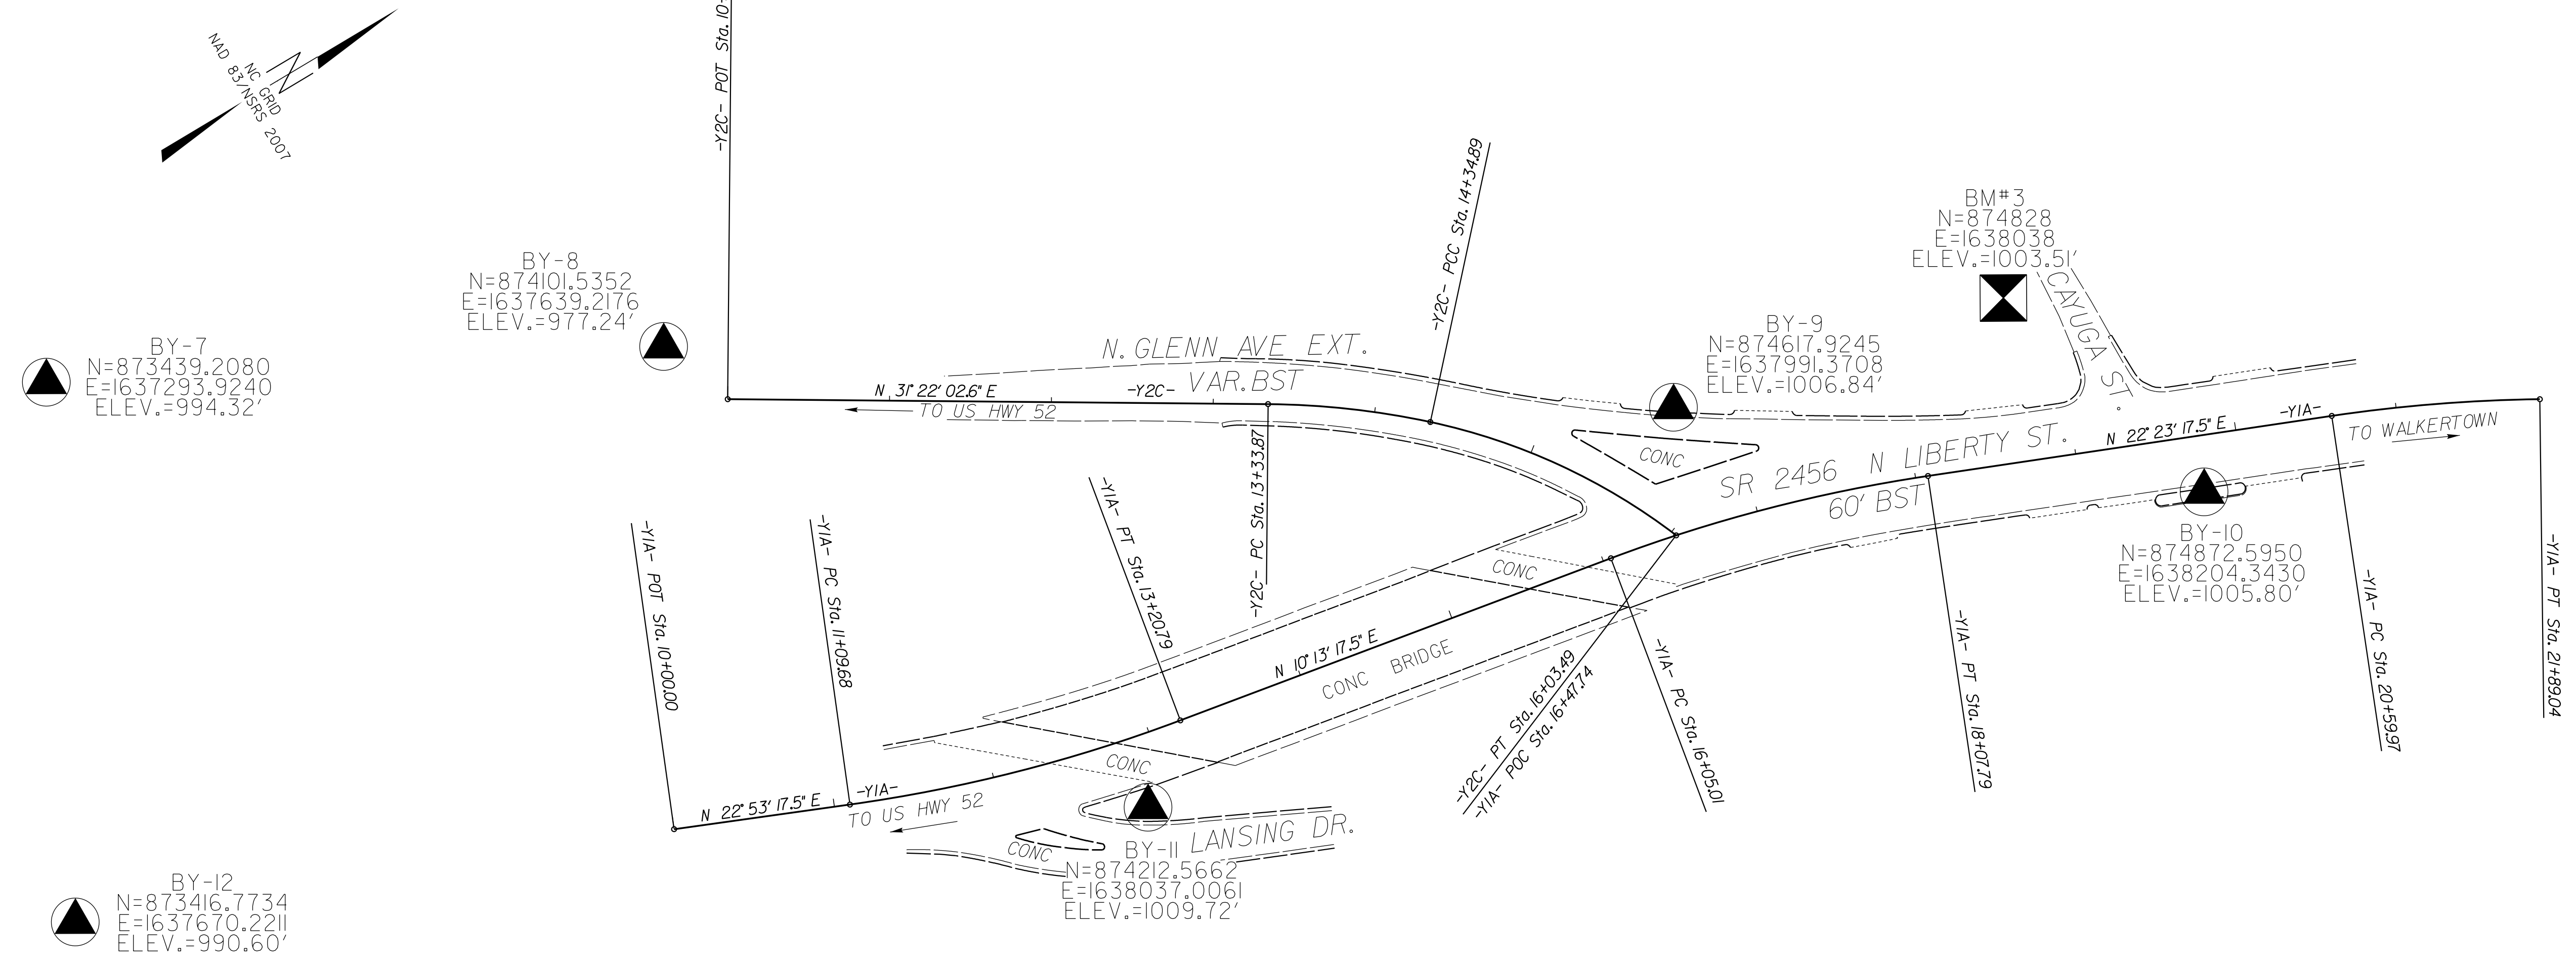 NAD 83/NSRS 2007
NC GRID
-Y2C- POT Sta. 10+
BY-7
N=873439.2080
E=1637293.9240
ELEV.=994.32'
BY-8
N=874101.5352
E=1637639.2176
ELEV.=977.24'
-Y2C- PCC Sta. 14+34.89
BM#3
N=874828
E=1638038
ELEV.=1003.51'
CAYUGA ST.
BY-9
N=874617.9245
E=1637991.3708
ELEV.=1006.84'
N. GLENN AVE EXT.
VAR. BST
N 31° 22' 02.6" E
-Y2C-
TO US HWY 52
-Y2C- PC Sta. 13+33.87
CONC
SR 2456 N LIBERTY ST.
60' BST
N 22° 23' 17.5" E
-Y1A-
TO WALKERTOWN
BY-10
N=874872.5950
E=1638204.3430
ELEV.=1005.80'
-Y1A- POT Sta. 10+00.00
-Y1A- PC Sta. 11+09.68
-Y1A- PT Sta. 13+20.79
CONC
N 10° 13' 17.5" E
CONC BRIDGE
-Y2C- PT Sta. 16+03.49
-Y1A- POC Sta. 16+47.74
-Y1A- PC Sta. 16+05.01
-Y1A- PT Sta. 18+07.79
-Y1A- PC Sta. 20+59.97
-Y1A- PT Sta. 21+89.04
CONC
N 22° 53' 17.5" E
-Y1A-
TO US HWY 52
CONC
LANSING DR.
BY-11
N=874212.5662
E=1638037.0061
ELEV.=1009.72'
BY-12
N=873416.7734
E=1637670.2211
ELEV.=990.60'